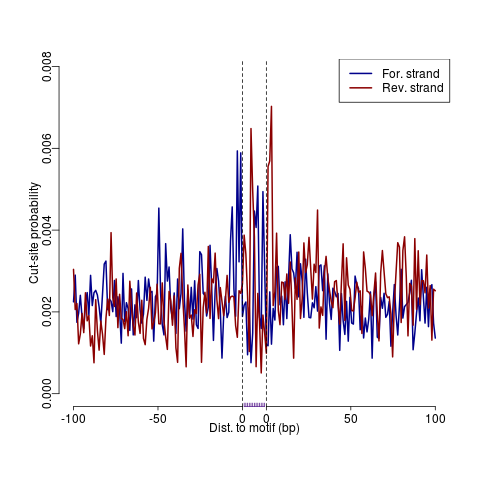 For. strand
Rev. strand
Cut-site probability
0.000
0.002
0.004
0.006
0.008
-100
-50
0
0
50
100
Dist. to motif (bp)